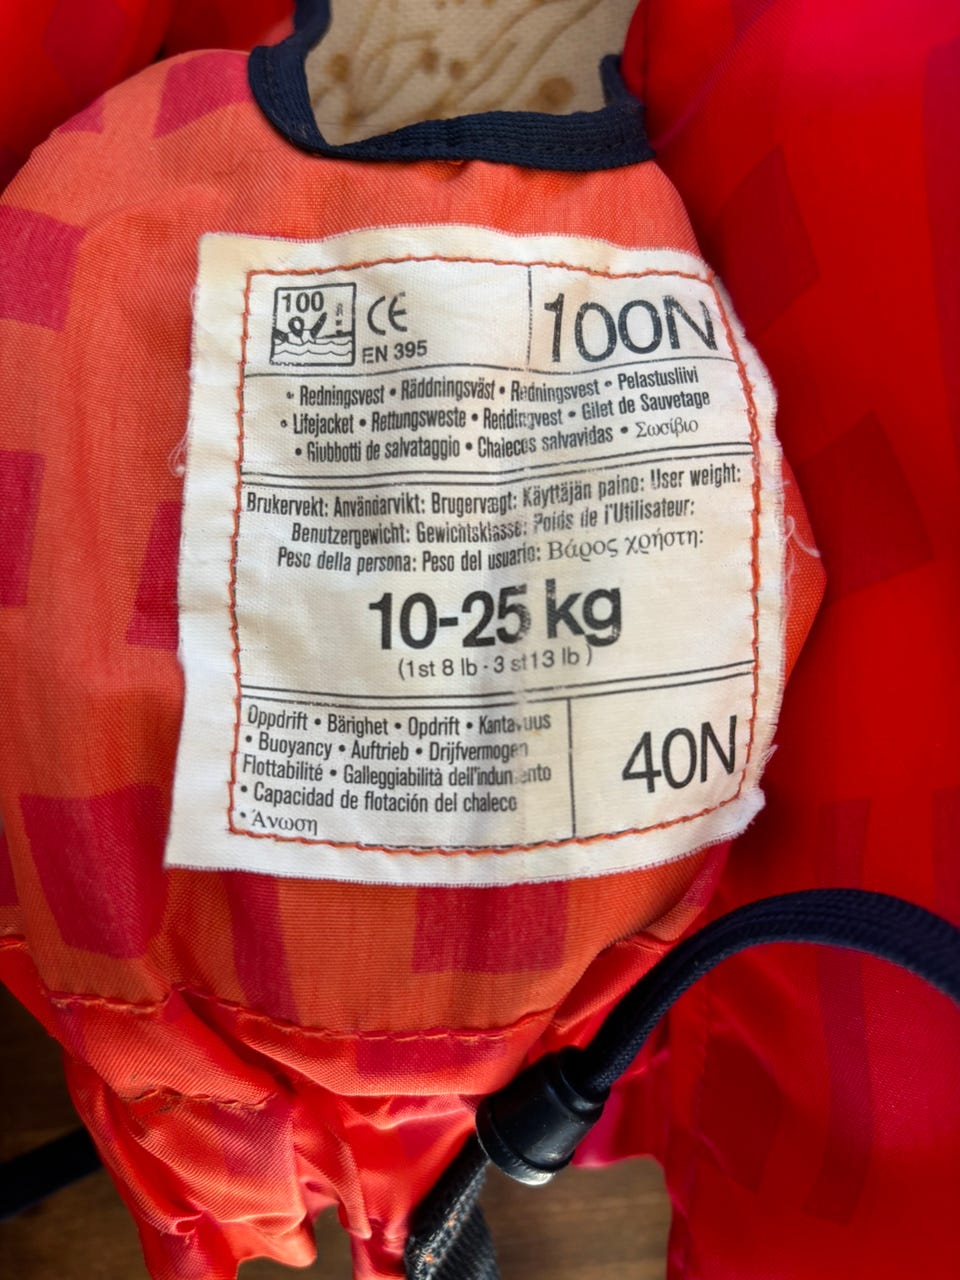 100
CE
EN 395
100N
• Redningsvest • Räddningsväst • Redningsvest • Pelastusliivi
• Lifejacket • Rettungsweste • Reddingvest • Gilet de Sauvetage
• Giubbotti de salvataggio • Chalecos salvavidas • Σωσίβιο
Brukervekt: Användarvikt: Brugervægt: Käyttäjän paino: User weight:
Benutzergewicht: Gewichtsklasse: Poids de l'Utilisateur:
Peso della persona: Peso del usuario: Βάρος χρήστη:
10-25 kg
(1st 8 lb - 3 st13 lb )
Oppdrift • Bärighet • Opdrift • Kantavuus
• Buoyancy • Auftrieb • Drijfvermogen
Flottabilité • Galleggiabilità dell'indumento
• Capacidad de flotación del chaleco
• Άνωση
40N